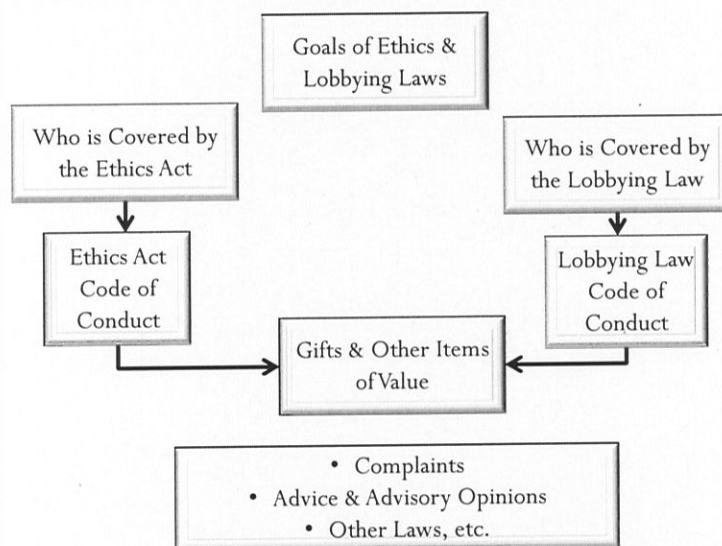 Goals of Ethics &
Lobbying Laws
Who is Covered by
the Ethics Act
Who is Covered by
the Lobbying Law
Ethics Act
Code of
Conduct
Lobbying Law
Code of
Conduct
Gifts & Other Items
of Value
• Complaints
• Advice & Advisory Opinions
• Other Laws, etc.